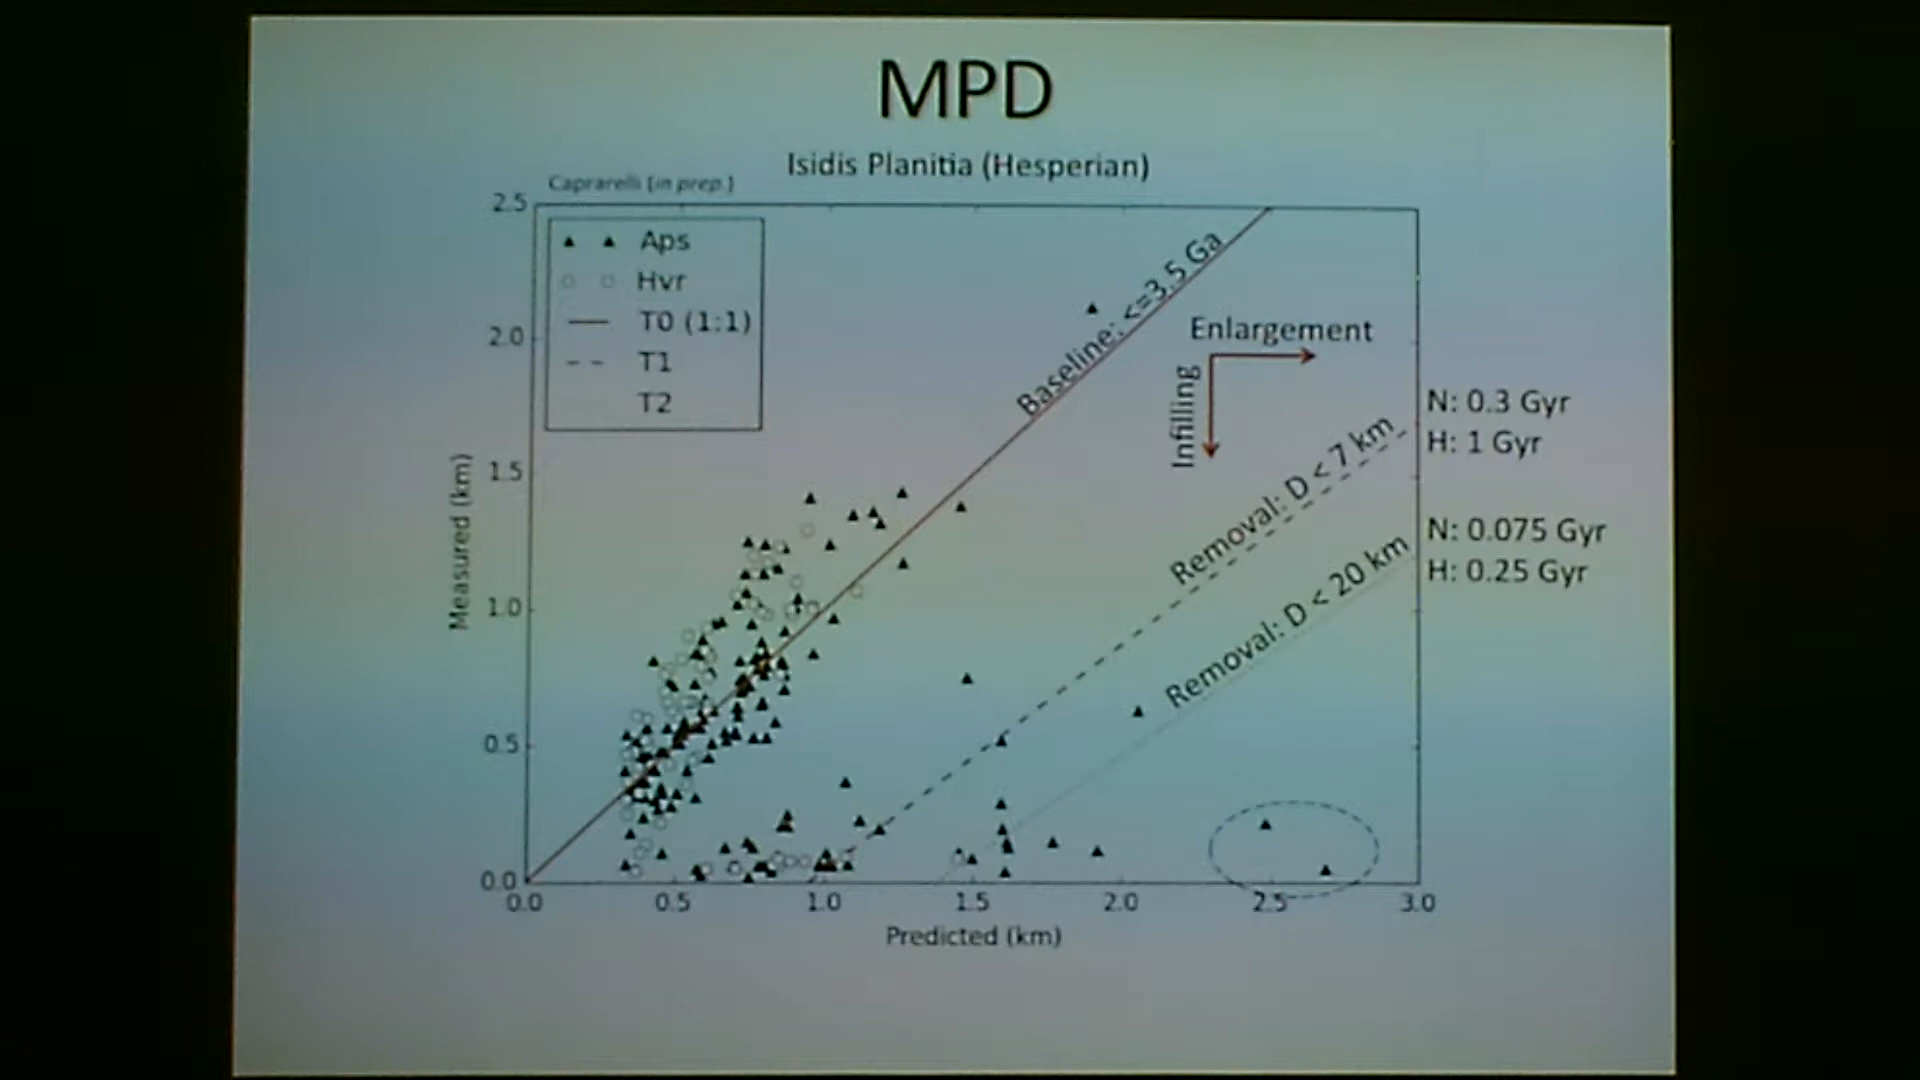 MPD
Isidis Planitia (Hesperian)
Caprarelli [in prep.]
2.5
2.0
1.5
1.0
0.5
0.0
Measured (km)
Aps
Hvr
T0 (1:1)
T1
T2
Baseline: <=3.5 Ga
Enlargement
Infilling
Removal: D < 7 km
N: 0.3 Gyr
H: 1 Gyr
Removal: D < 20 km
N: 0.075 Gyr
H: 0.25 Gyr
0.0
0.5
1.0
1.5
2.0
2.5
3.0
Predicted (km)